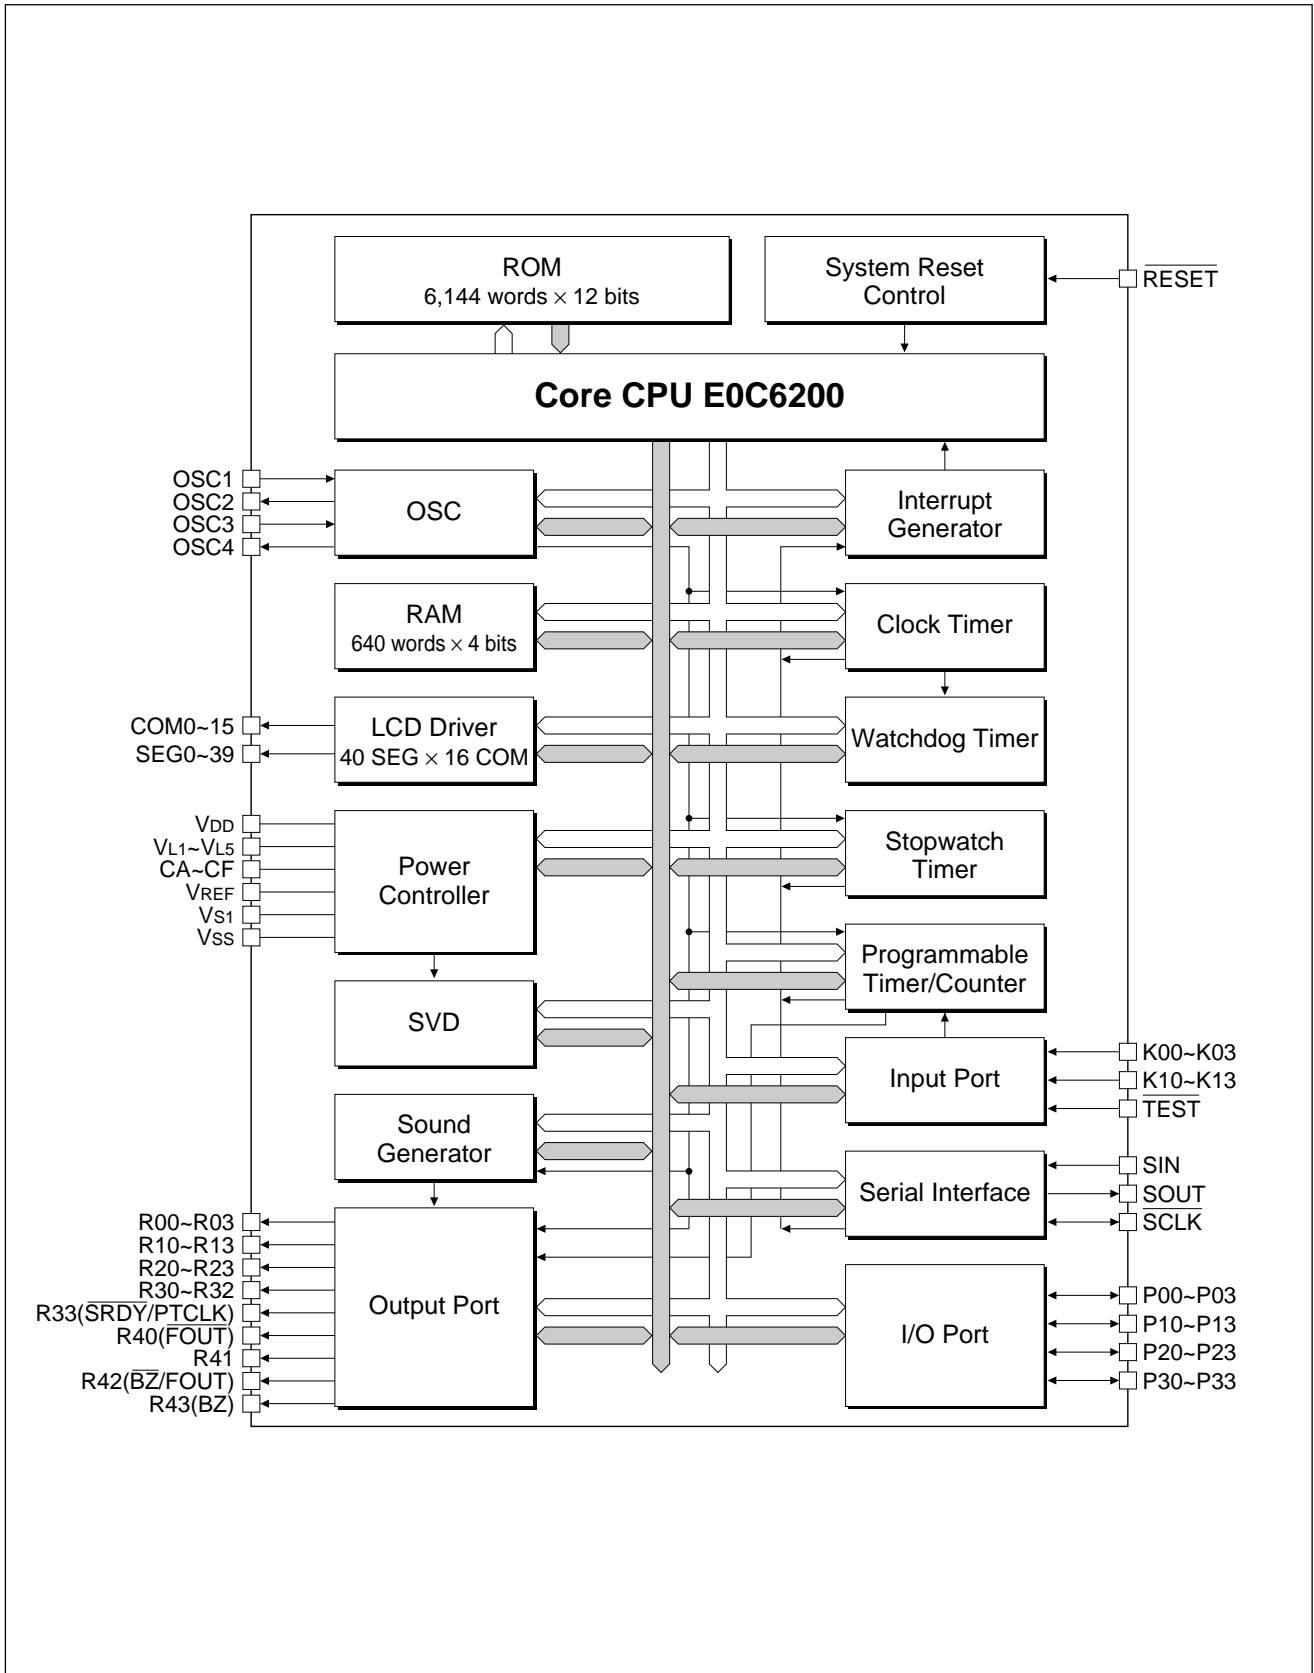 ROM
6,144 words × 12 bits
System Reset
Control
RESET
Core CPU E0C6200
OSC1
OSC2
OSC3
OSC4
OSC
Interrupt
Generator
RAM
640 words × 4 bits
Clock Timer
COM0~15
SEG0~39
LCD Driver
40 SEG × 16 COM
Watchdog Timer
VDD
VL1~VL5
CA~CF
VREF
VS1
VSS
Power
Controller
Stopwatch
Timer
Programmable
Timer/Counter
SVD
Input Port
K00~K03
K10~K13
TEST
Sound
Generator
Serial Interface
SIN
SOUT
SCLK
R00~R03
R10~R13
R20~R23
R30~R32
R33(SRDY/PTCLK)
R40(FOUT)
R41
R42(BZ/FOUT)
R43(BZ)
Output Port
I/O Port
P00~P03
P10~P13
P20~P23
P30~P33